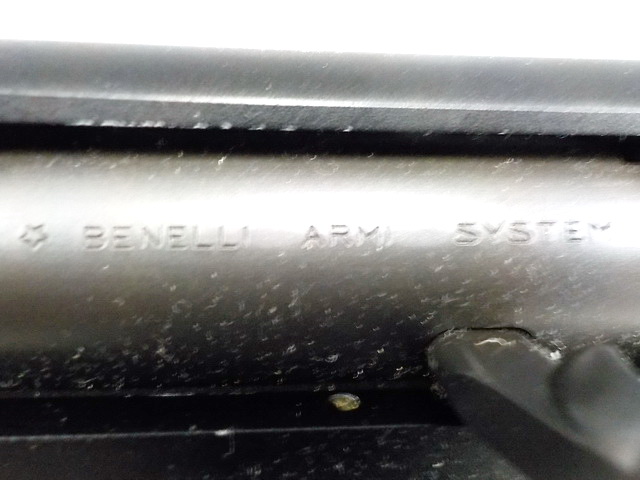 ☆ BENELLI ARMI SYSTEM